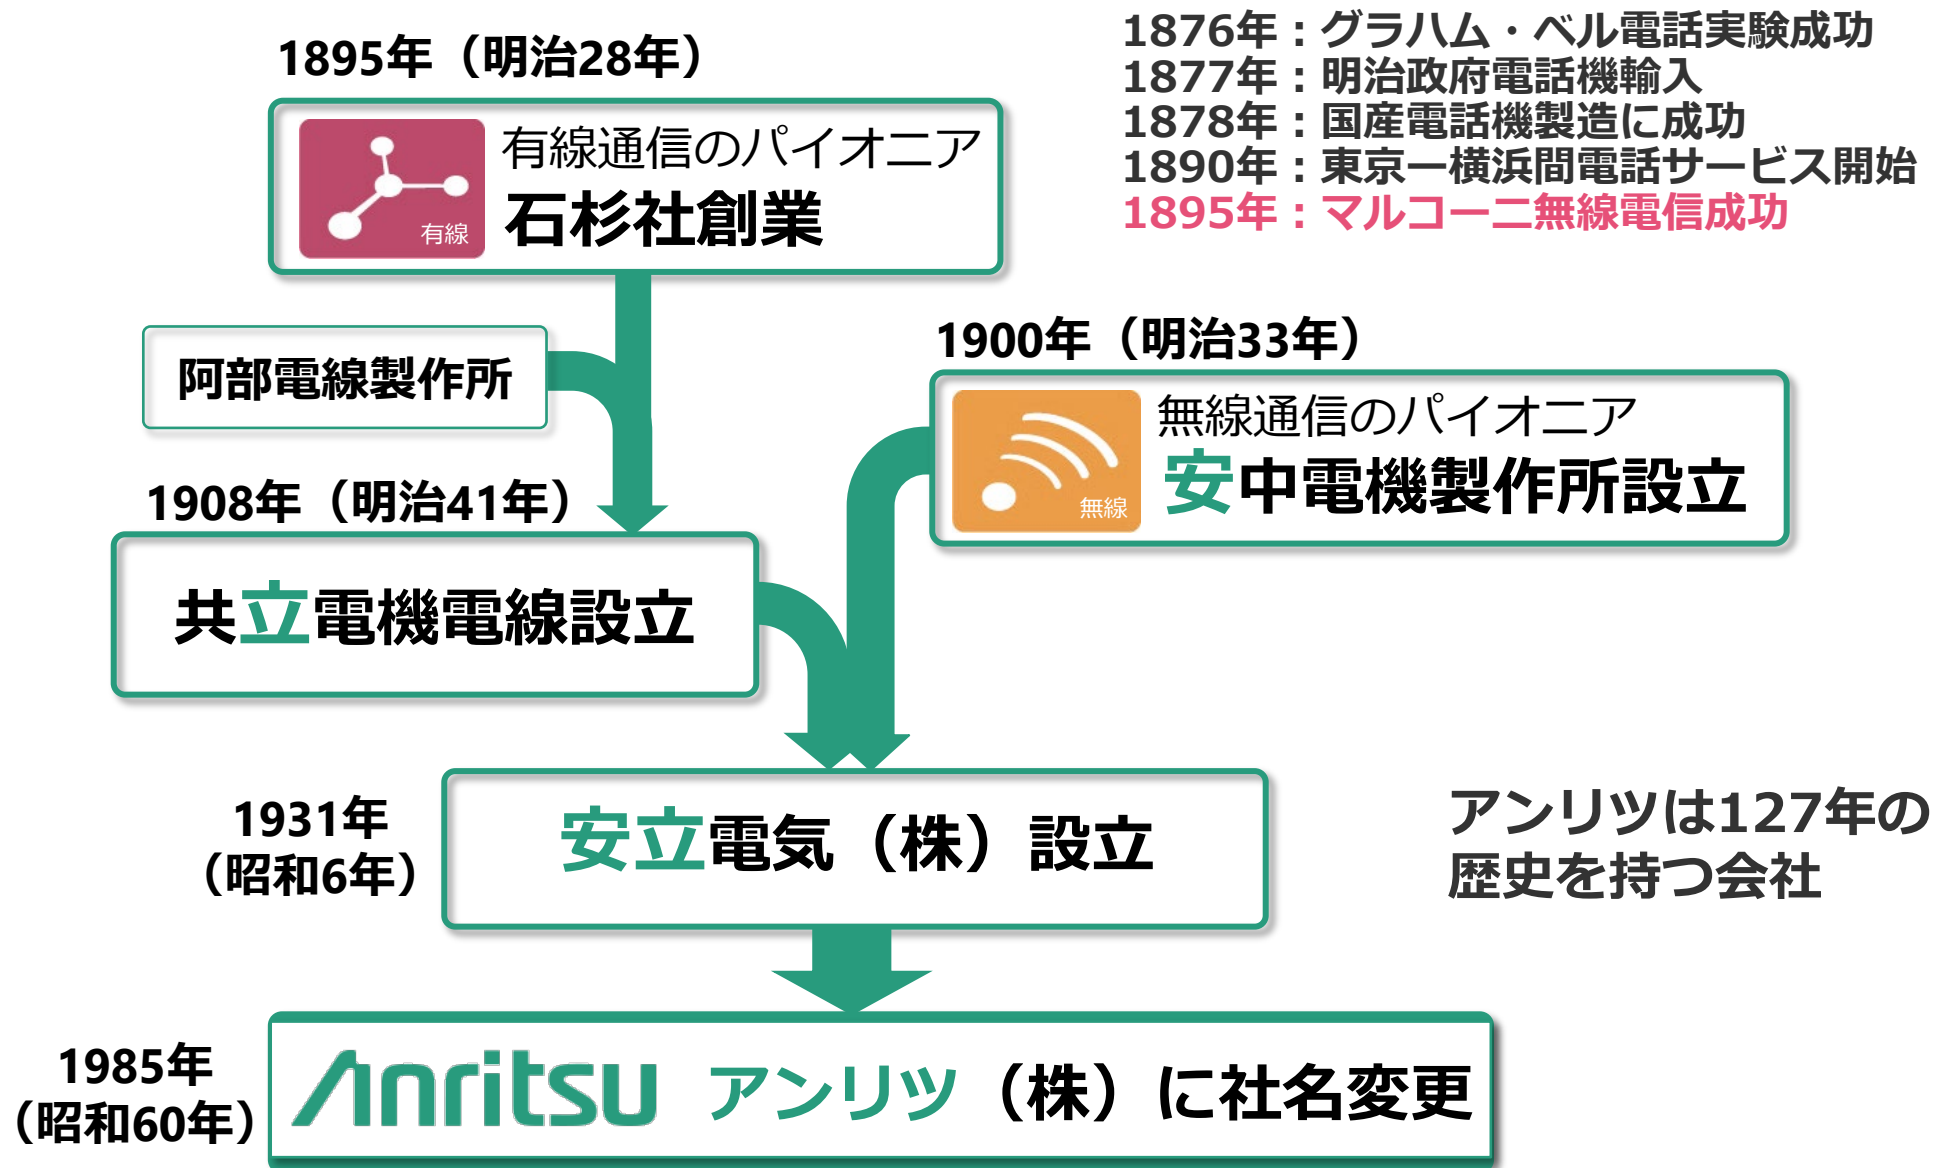 1895年（明治28年）
有線通信のパイオニア
有線
石杉社創業
1876年：グラハム・ベル電話実験成功
1877年：明治政府電話機輸入
1878年：国産電話機製造に成功
1890年：東京ー横浜間電話サービス開始
1895年：マルコーニ無線電信成功
阿部電線製作所
1900年（明治33年）
無線通信のパイオニア
無線
安中電機製作所設立
1908年（明治41年）
共立電機電線設立
1931年
（昭和6年）
安立電気（株）設立
アンリツは127年の
歴史を持つ会社
1985年
（昭和60年）
Anritsu アンリツ（株）に社名変更